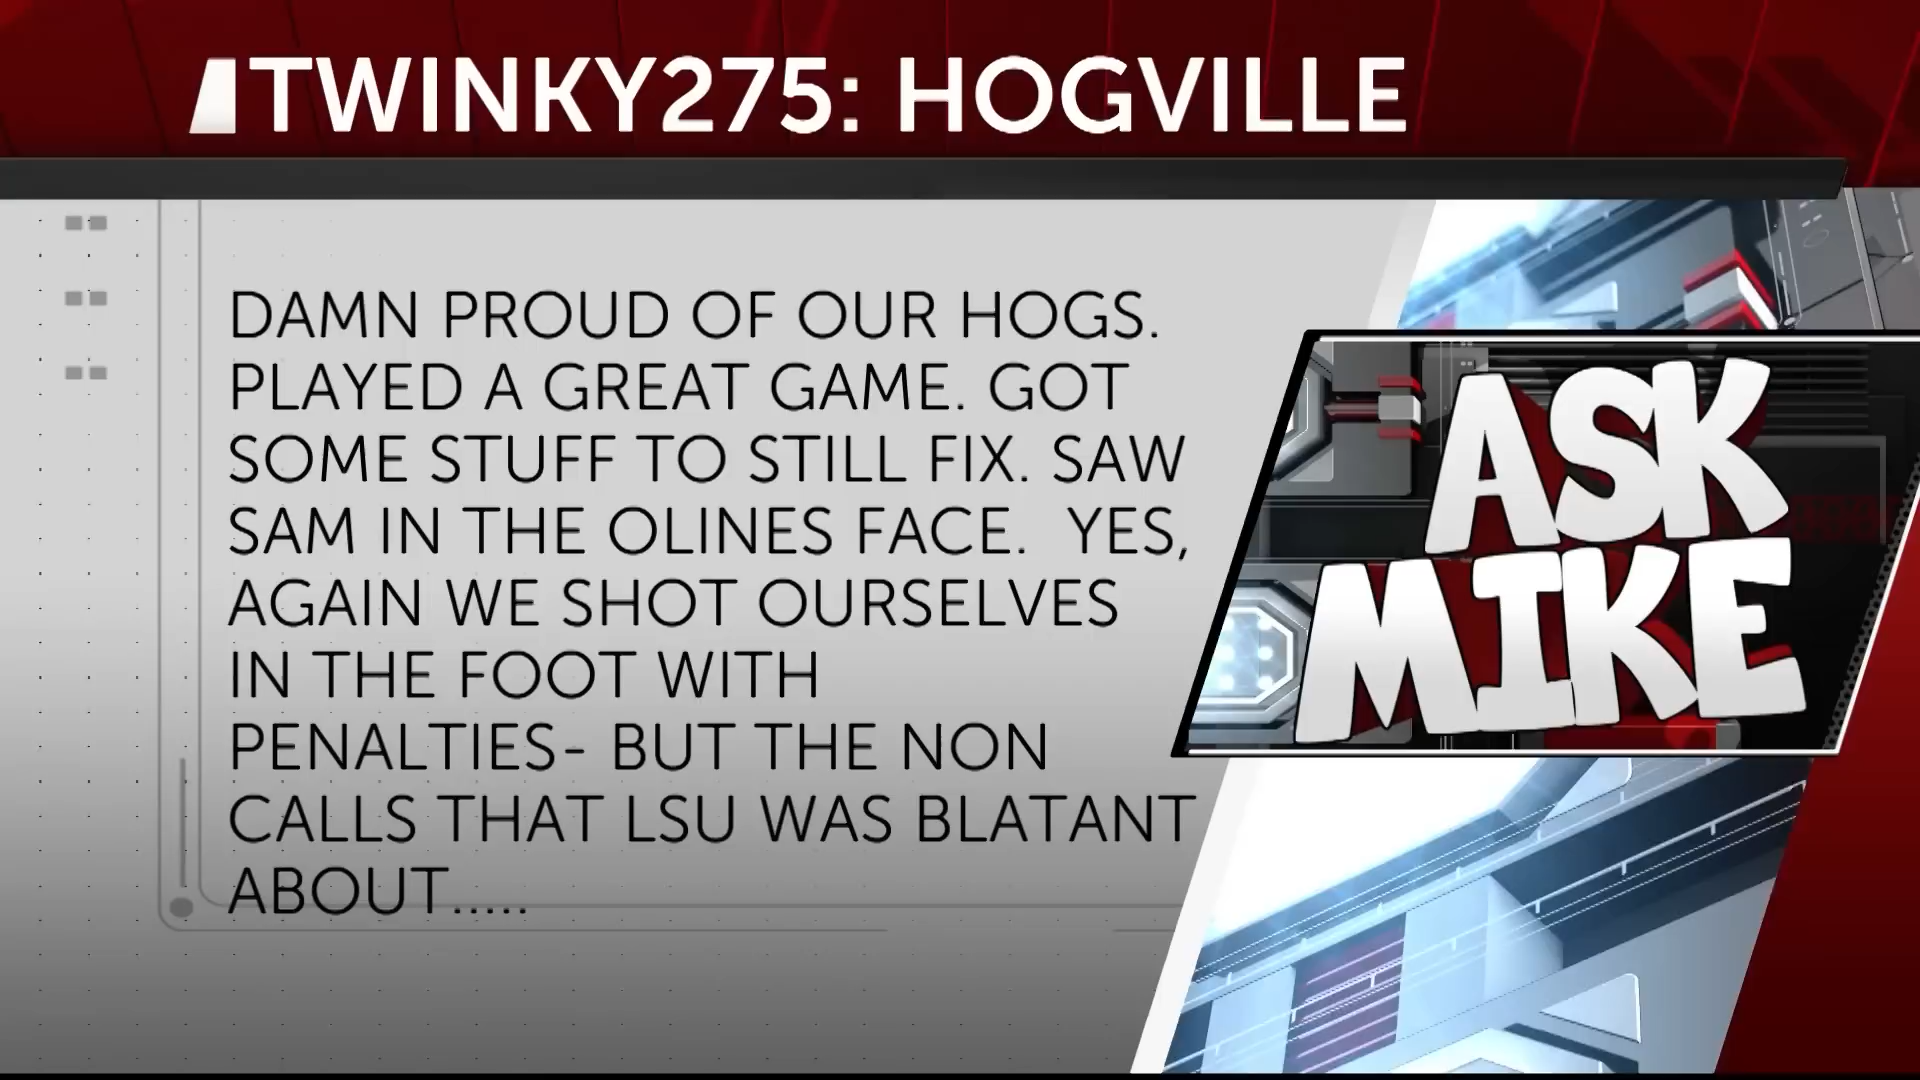 TWINKY275: HOGVILLE
DAMN PROUD OF OUR HOGS.
PLAYED A GREAT GAME. GOT
SOME STUFF TO STILL FIX. SAW
SAM IN THE OLINES FACE. YES,
AGAIN WE SHOT OURSELVES
IN THE FOOT WITH
PENALTIES- BUT THE NON
CALLS THAT LSU WAS BLATANT
ABOUT.....
ASK
MIKE